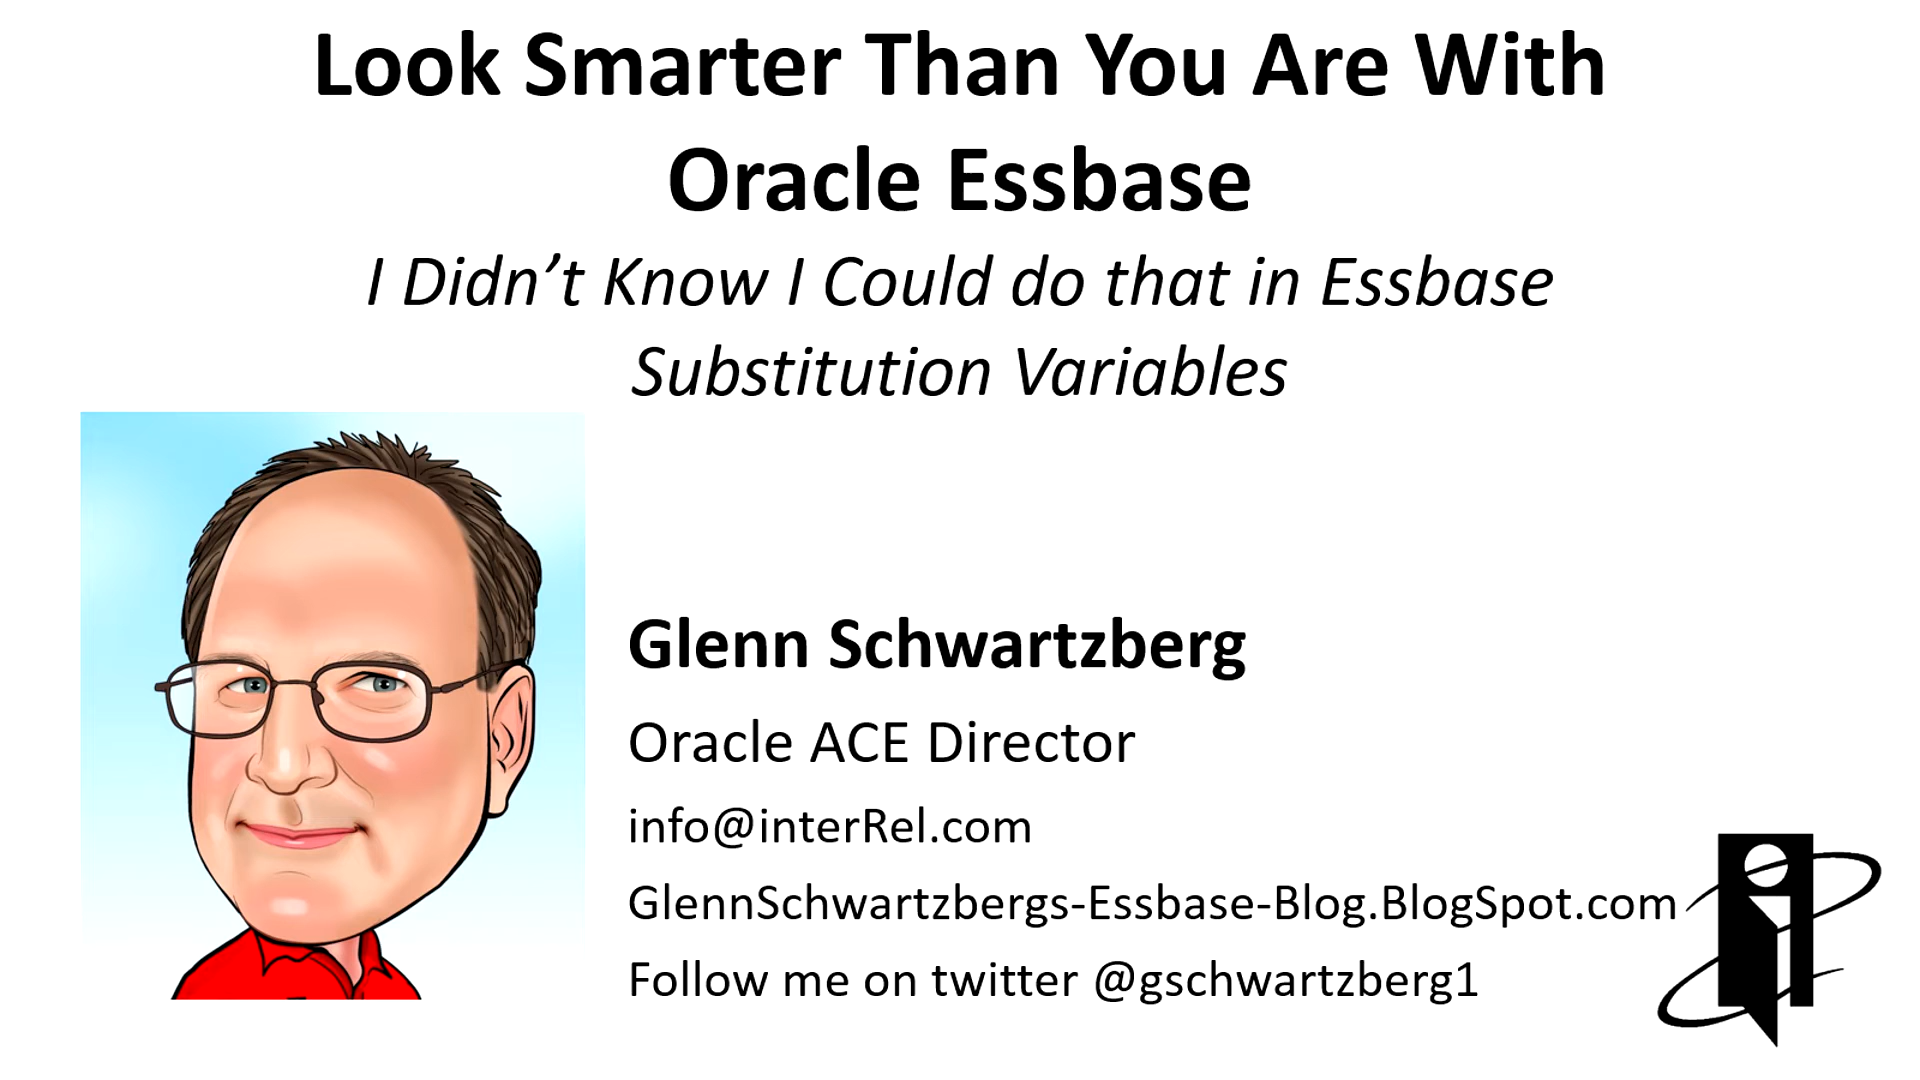 Look Smarter Than You Are With
Oracle Essbase
I Didn’t Know I Could do that in Essbase
Substitution Variables
Glenn Schwartzberg
Oracle ACE Director
info@interRel.com
GlennSchwartzbergs-Essbase-Blog.BlogSpot.com
Follow me on twitter @gschwartzberg1